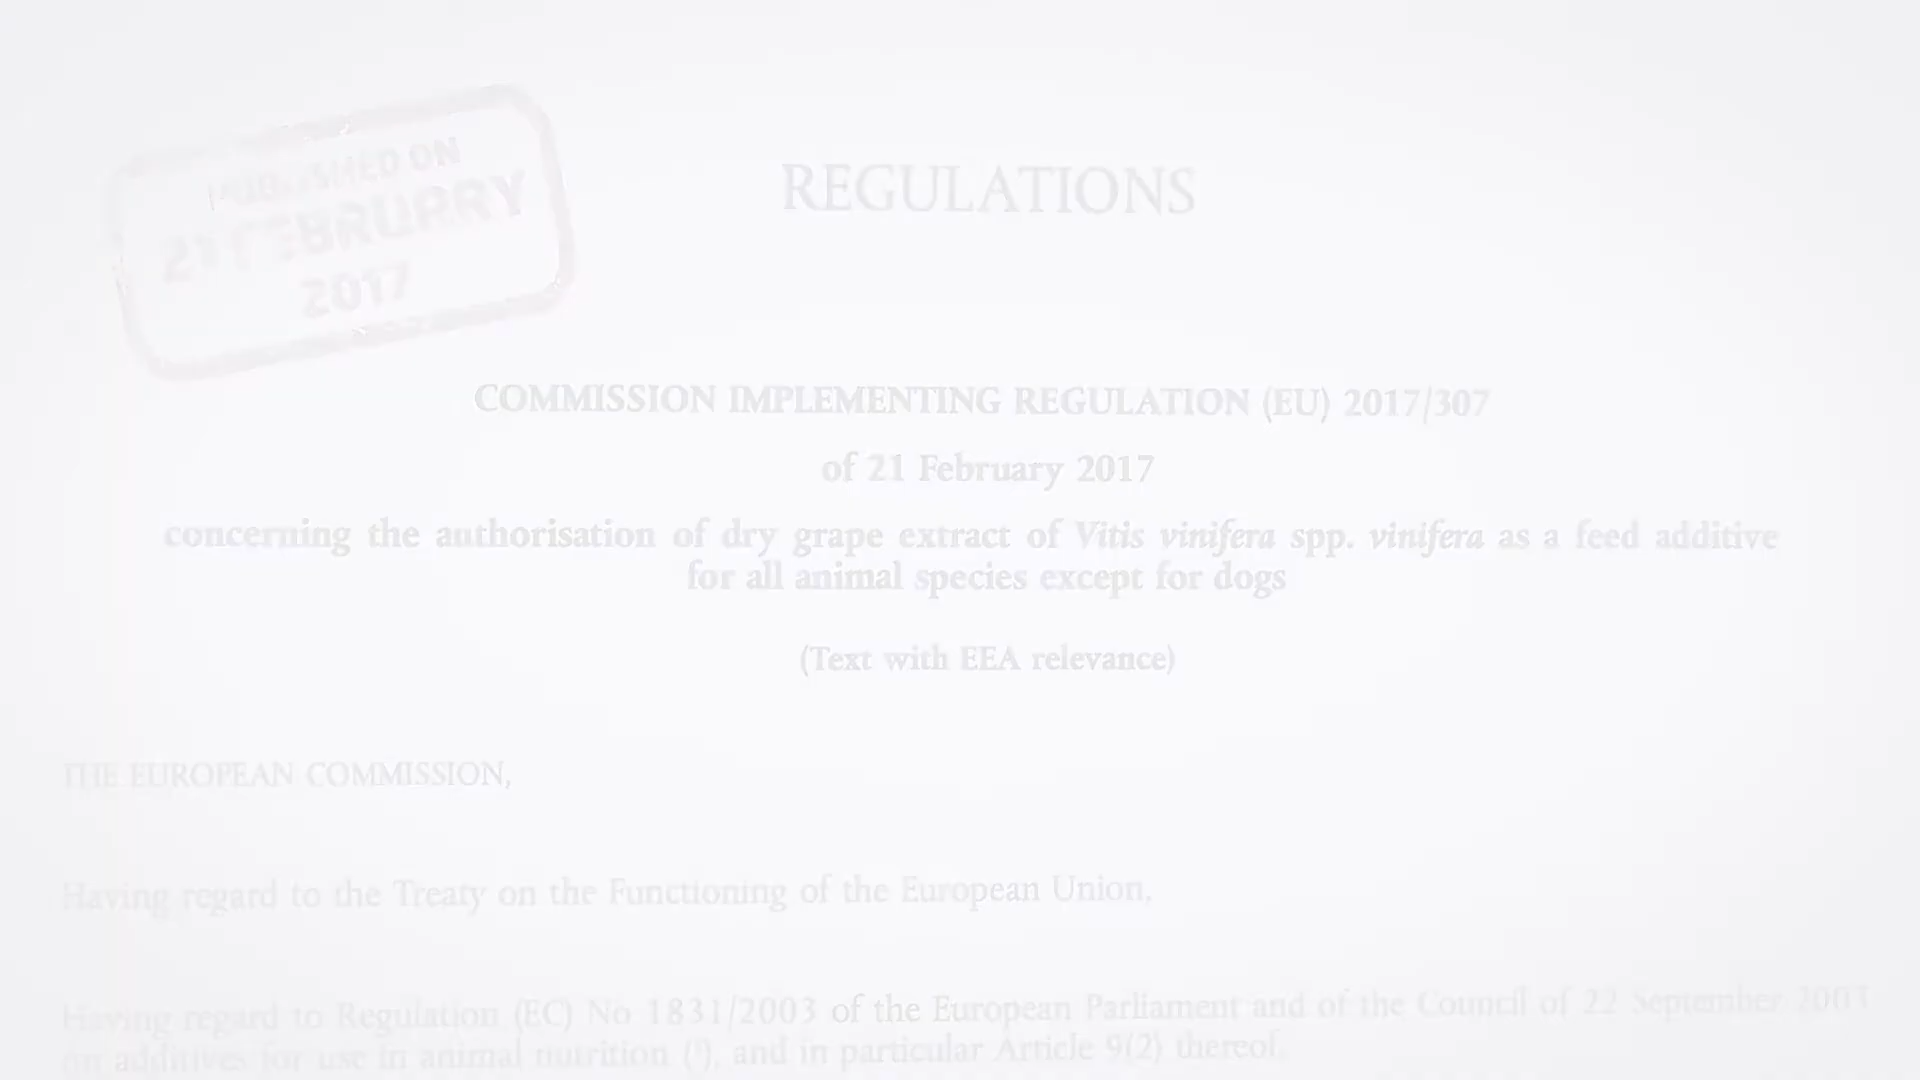 PUBLISHED ON
21 FEBRUARY
2017
REGULATIONS
COMMISSION IMPLEMENTING REGULATION (EU) 2017/307
of 21 February 2017
concerning the authorisation of dry grape extract of Vitis vinifera spp. vinifera as a feed additive
for all animal species except for dogs
(Text with EEA relevance)
THE EUROPEAN COMMISSION,
Having regard to the Treaty on the Functioning of the European Union,
Having regard to Regulation (EC) No 1831/2003 of the European Parliament and of the Council of 22 September 2003
on additives for use in animal nutrition (¹), and in particular Article 9(2) thereof,